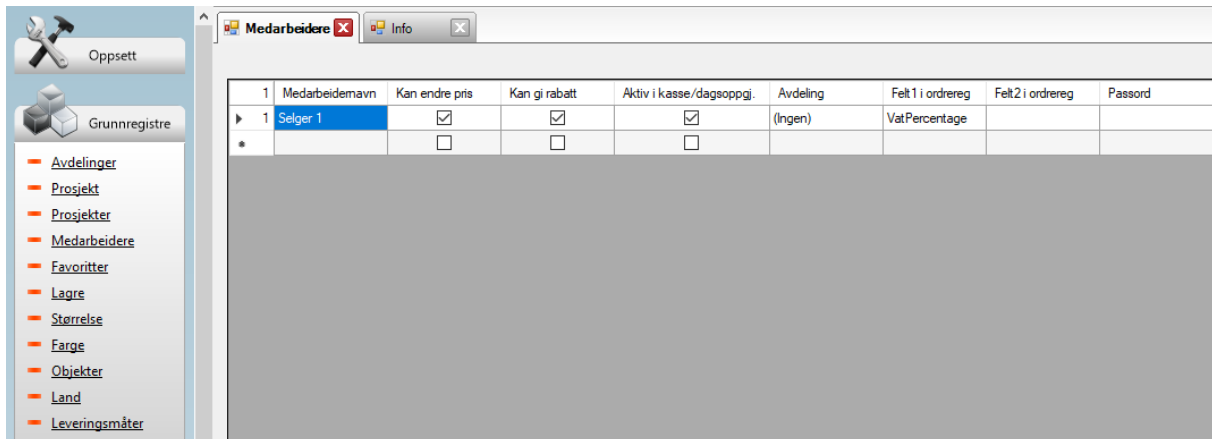 Oppsett
Grunnregistre
Avdelinger
Prosjekt
Prosjekter
Medarbeidere
Favoritter
Lagre
Størrelse
Farge
Objekter
Land
Leveringsmåter
Medarbeidere Info
1 Medarbeidernavn Kan endre pris Kan gi rabatt Aktiv i kasse/dagsoppgj. Avdeling Felt1 i ordrereg Felt2 i ordrereg Passord
1 Selger 1 (Ingen) VatPercentage